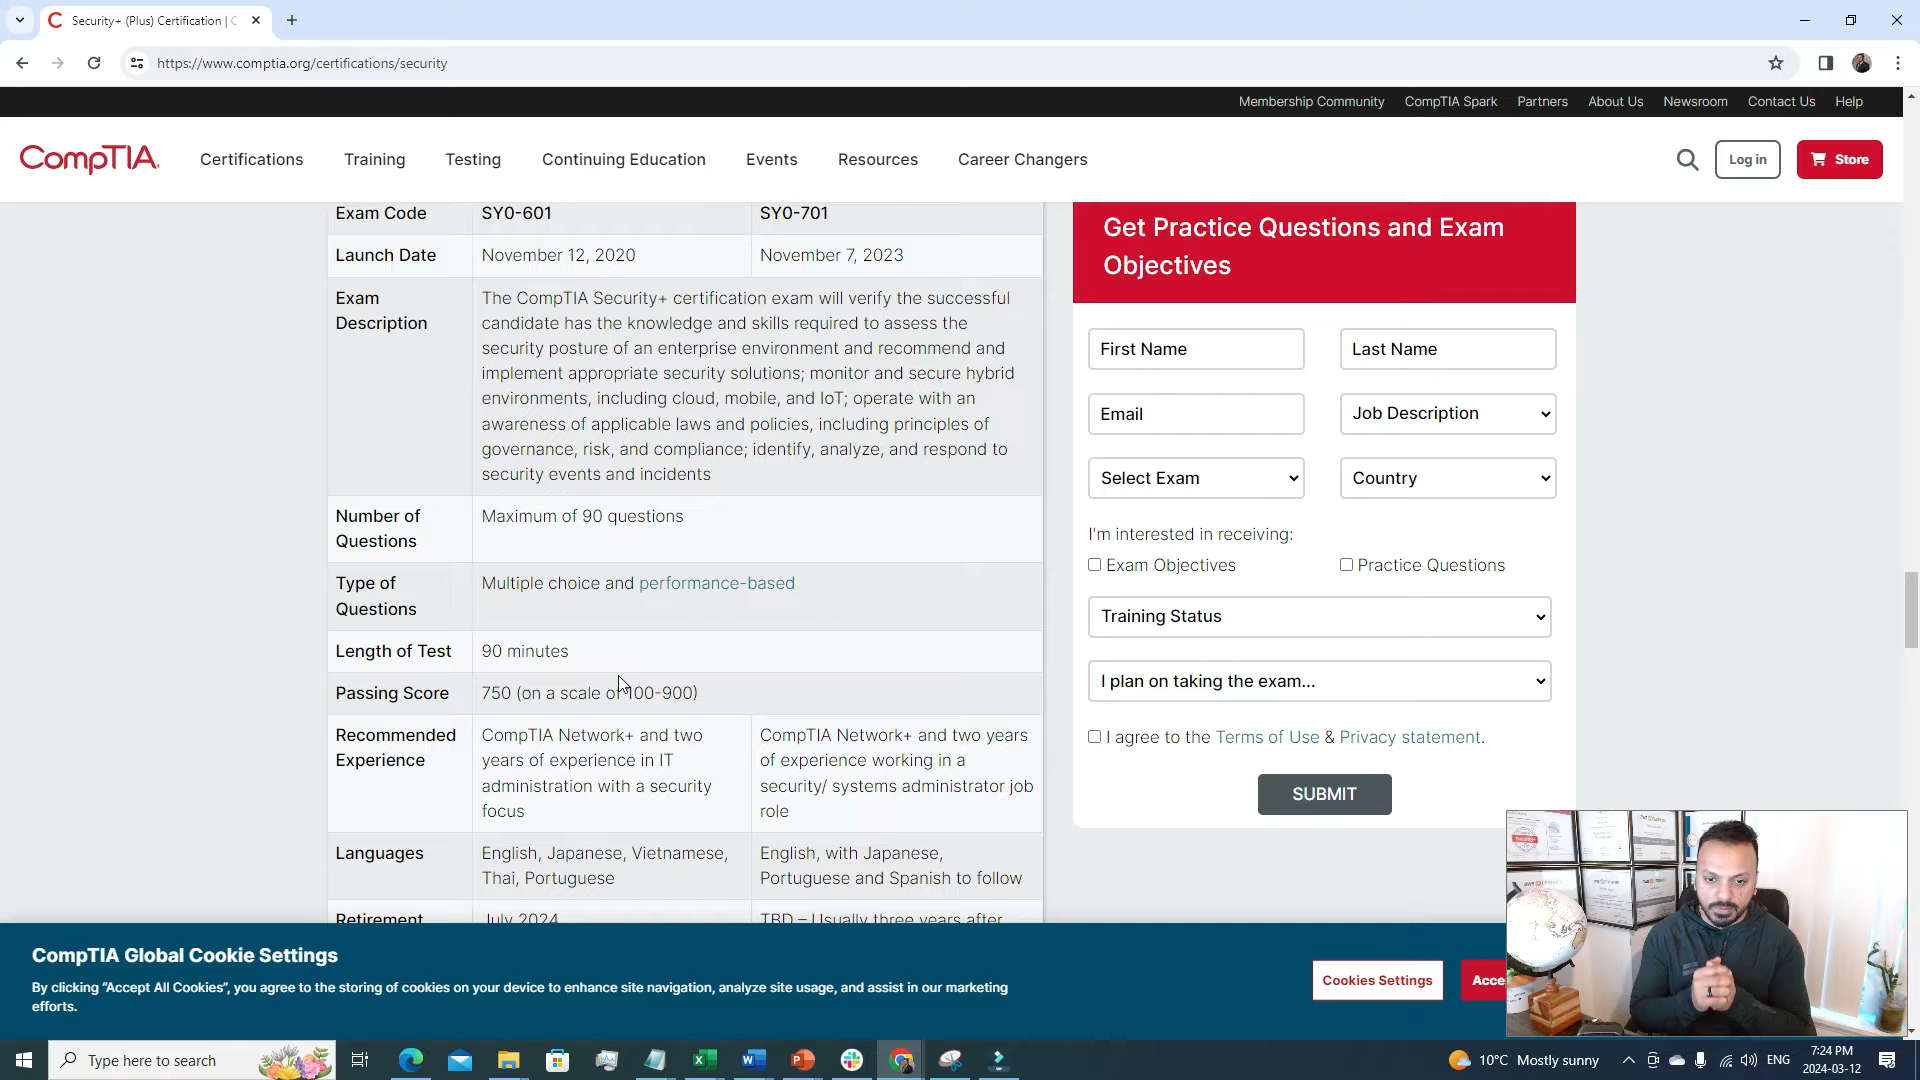 Security+ (Plus) Certification | C
https://www.comptia.org/certifications/security
Membership Community CompTIA Spark Partners About Us Newsroom Contact Us Help
CompTIA. Certifications Training Testing Continuing Education Events Resources Career Changers Log in Store
Exam Code SY0-601 SY0-701
Launch Date November 12, 2020 November 7, 2023
Exam Description
The CompTIA Security+ certification exam will verify the successful
candidate has the knowledge and skills required to assess the
security posture of an enterprise environment and recommend and
implement appropriate security solutions; monitor and secure hybrid
environments, including cloud, mobile, and IoT; operate with an
awareness of applicable laws and policies, including principles of
governance, risk, and compliance; identify, analyze, and respond to
security events and incidents
Number of
Questions
Maximum of 90 questions
Type of
Questions
Multiple choice and performance-based
Length of Test 90 minutes
Passing Score 750 (on a scale of 100-900)
Recommended
Experience
CompTIA Network+ and two
years of experience in IT
administration with a security
focus
CompTIA Network+ and two years
of experience working in a
security/ systems administrator job
role
Languages
English, Japanese, Vietnamese,
Thai, Portuguese
English, with Japanese,
Portuguese and Spanish to follow
Retirement July 2024 TBD – Usually three years after
Get Practice Questions and Exam
Objectives
First Name Last Name
Email Job Description
Select Exam Country
I'm interested in receiving:
Exam Objectives Practice Questions
Training Status
I plan on taking the exam...
I agree to the Terms of Use & Privacy statement.
SUBMIT
CompTIA Global Cookie Settings
By clicking “Accept All Cookies”, you agree to the storing of cookies on your device to enhance site navigation, analyze site usage, and assist in our marketing
efforts.
Cookies Settings
Acce
Type here to search
10°C Mostly sunny
ENG
7:24 PM
2024-03-12